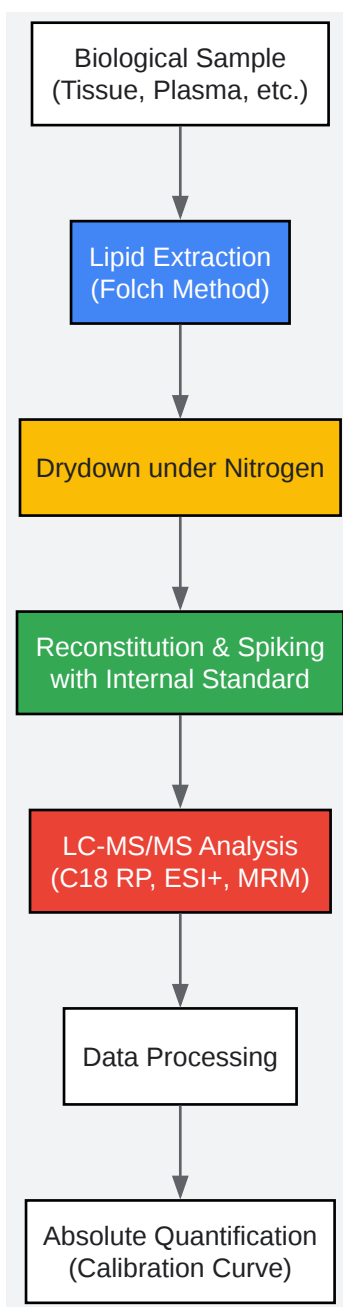 Biological Sample
(Tissue, Plasma, etc.)
Lipid Extraction
(Folch Method)
Drydown under Nitrogen
Reconstitution & Spiking
with Internal Standard
LC-MS/MS Analysis
(C18 RP, ESI+, MRM)
Data Processing
Absolute Quantification
(Calibration Curve)